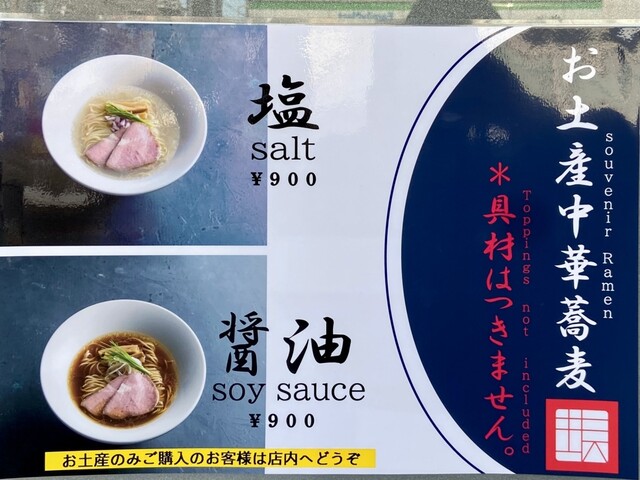 お土産中華蕎麦
souvenir Ramen
＊具材はつきません。
Toppings not included
塩
salt
¥900
醤油
soy sauce
¥900
お土産のみご購入のお客様は店内へどうぞ